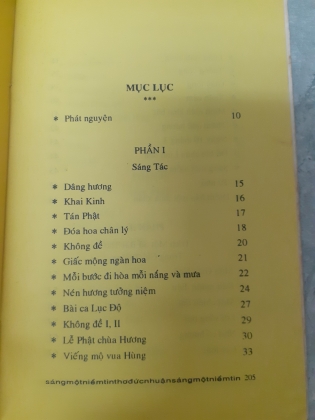 MỤC LỤC
***
* Phát nguyện 10
PHẦN I
Sáng Tác
* Dâng hương 15
* Khai Kinh 16
* Tán Phật 17
* Đóa hoa chân lý 18
* Không đề 20
* Giấc mộng ngàn hoa 21
* Mỗi bước đi hòa mỗi nắng và mưa 22
* Nén hương tưởng niệm 24
* Bài ca Lục Độ 27
* Không đề I, II 29
* Lễ Phật chùa Hương 30
* Viếng mộ vua Hùng 33
sángmộtniềmtinthơđứcnhuậnsángmộtniềmtin 205